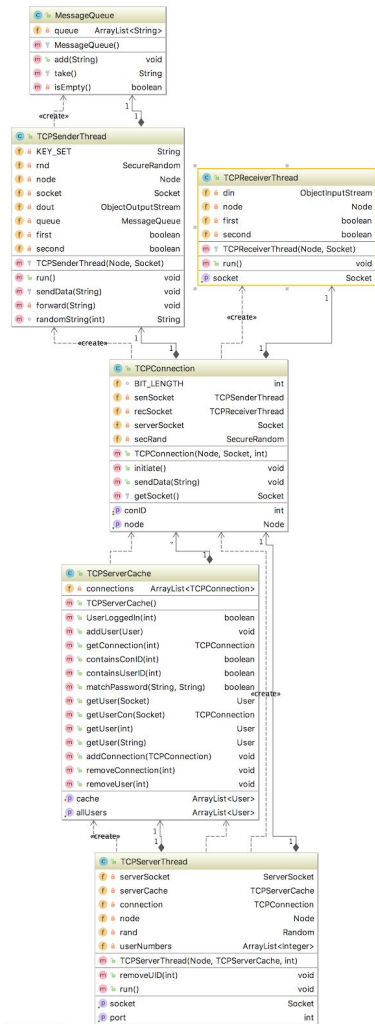 MessageQueue
queue ArrayList<String>
MessageQueue()
add(String) void
take() String
isEmpty() boolean
1
«create»
1
TCPSenderThread
KEY_SET String
rnd SecureRandom
node Node
socket Socket
dout ObjectOutputStream
queue MessageQueue
first boolean
second boolean
TCPSenderThread(Node, Socket)
run() void
sendData(String) void
forward(String) void
randomString(int) String
TCPReceiverThread
din ObjectInputStream
node Node
first boolean
second boolean
TCPReceiverThread(Node, Socket)
run() void
socket Socket
1
1
«create»
«create»
1
1
TCPConnection
BIT_LENGTH int
senSocket TCPSenderThread
recSocket TCPReceiverThread
serverSocket Socket
secRand SecureRandom
TCPConnection(Node, Socket, int)
initiate() void
sendData(String) void
getSocket() Socket
conID int
node Node
*
1
1
TCPServerCache
connections ArrayList<TCPConnection>
TCPServerCache()
UserLoggedIn(int) boolean
addUser(User) void
getConnection(int) TCPConnection
containsConID(int) boolean
containsUserID(int) boolean
matchPassword(String, String) boolean
«create»
getUser(Socket) User
getUserCon(Socket) TCPConnection
getUser(int) User
getUser(String) User
addConnection(TCPConnection) void
removeConnection(int) void
removeUser(int) void
cache ArrayList<User>
allUsers ArrayList<User>
1
«create»
1
1
TCPServerThread
serverSocket ServerSocket
serverCache TCPServerCache
connection TCPConnection
node Node
rand Random
userNumbers ArrayList<Integer>
TCPServerThread(Node, TCPServerCache, int)
removeUID(int) void
run() void
socket Socket
port int